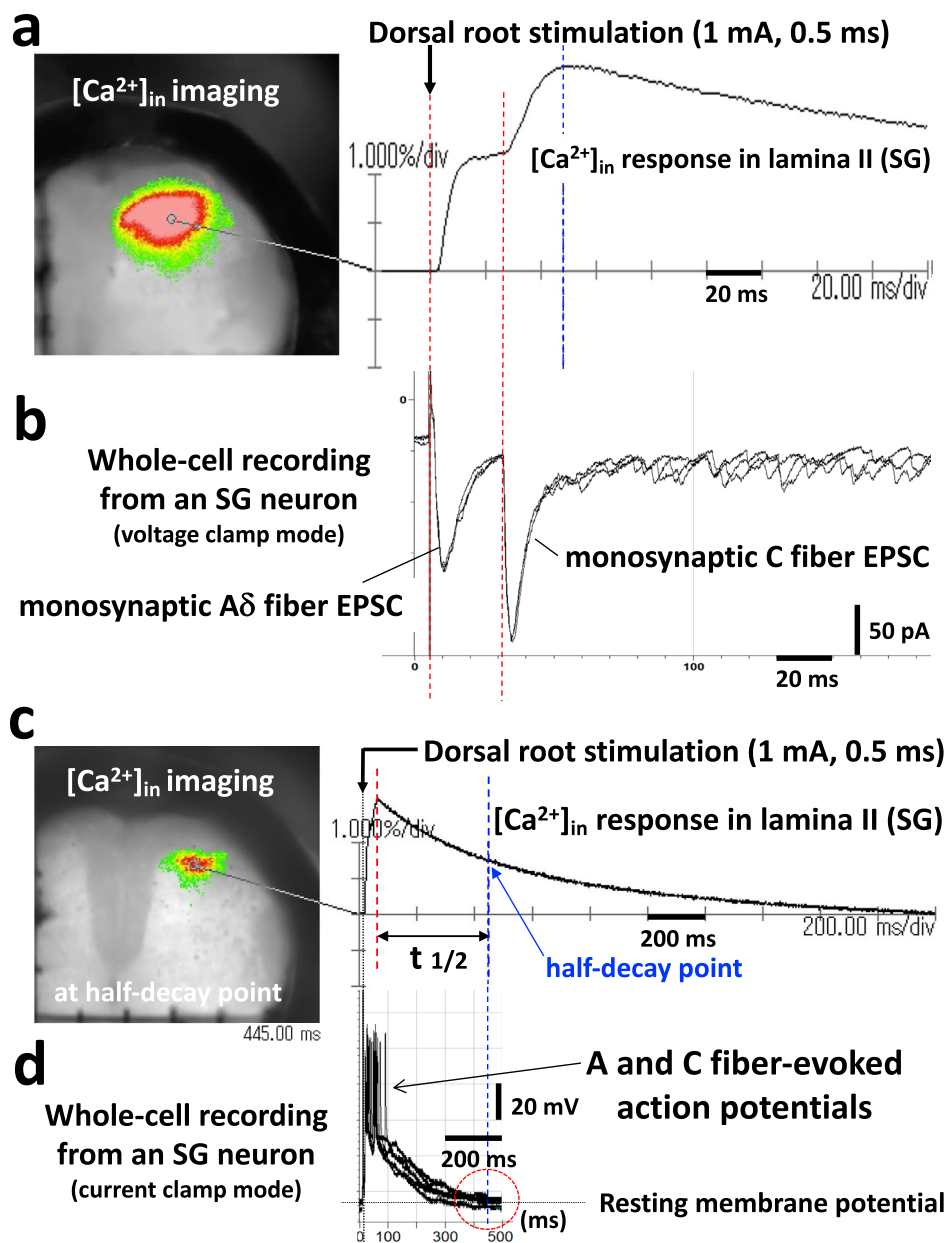 a
Dorsal root stimulation (1 mA, 0.5 ms)
[Ca2+]in imaging
1.000%/div
[Ca2+]in response in lamina II (SG)
20 ms
20.00 ms/div
b
0
Whole-cell recording
from an SG neuron
(voltage clamp mode)
monosynaptic C fiber EPSC
monosynaptic Aδ fiber EPSC
50 pA
0
100
20 ms
c
Dorsal root stimulation (1 mA, 0.5 ms)
[Ca2+]in imaging
[Ca2+]in response in lamina II (SG)
1.000%/div
200 ms
200.00 ms/div
t 1/2
half-decay point
at half-decay point
445.00 ms
d
A and C fiber-evoked
action potentials
20 mV
Whole-cell recording
from an SG neuron
(current clamp mode)
200 ms
Resting membrane potential
(ms)
0 100 300 500